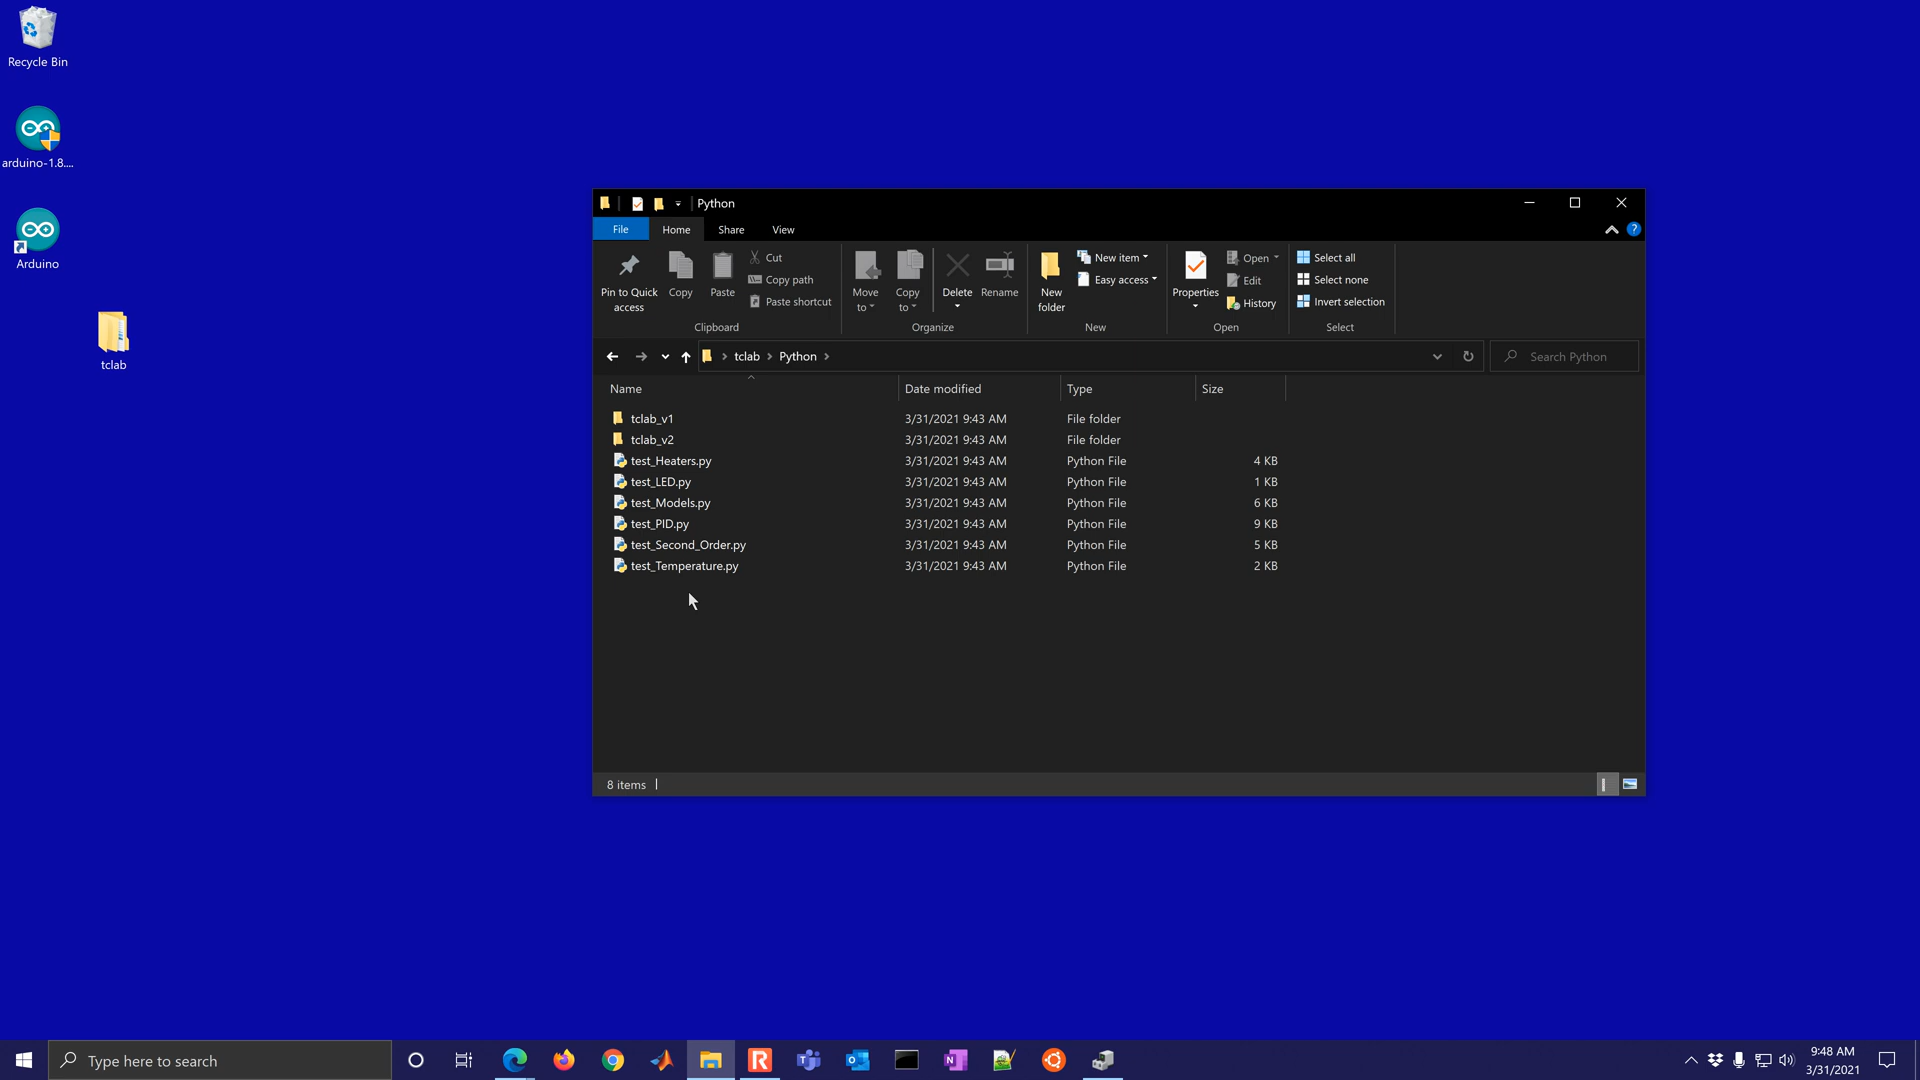 Recycle Bin
arduino-1.8....
Arduino
tclab
Python
File Home Share View
Pin to Quick access
Copy
Paste
Cut
Copy path
Paste shortcut
Clipboard
Move to
Copy to
Delete
Rename
Organize
New folder
New item
Easy access
New
Properties
Open
Edit
History
Open
Select all
Select none
Invert selection
Select
tclab Python
Search Python
Name Date modified Type Size
tclab_v1 3/31/2021 9:43 AM File folder
tclab_v2 3/31/2021 9:43 AM File folder
test_Heaters.py 3/31/2021 9:43 AM Python File 4 KB
test_LED.py 3/31/2021 9:43 AM Python File 1 KB
test_Models.py 3/31/2021 9:43 AM Python File 6 KB
test_PID.py 3/31/2021 9:43 AM Python File 9 KB
test_Second_Order.py 3/31/2021 9:43 AM Python File 5 KB
test_Temperature.py 3/31/2021 9:43 AM Python File 2 KB
8 items
Type here to search
9:48 AM
3/31/2021